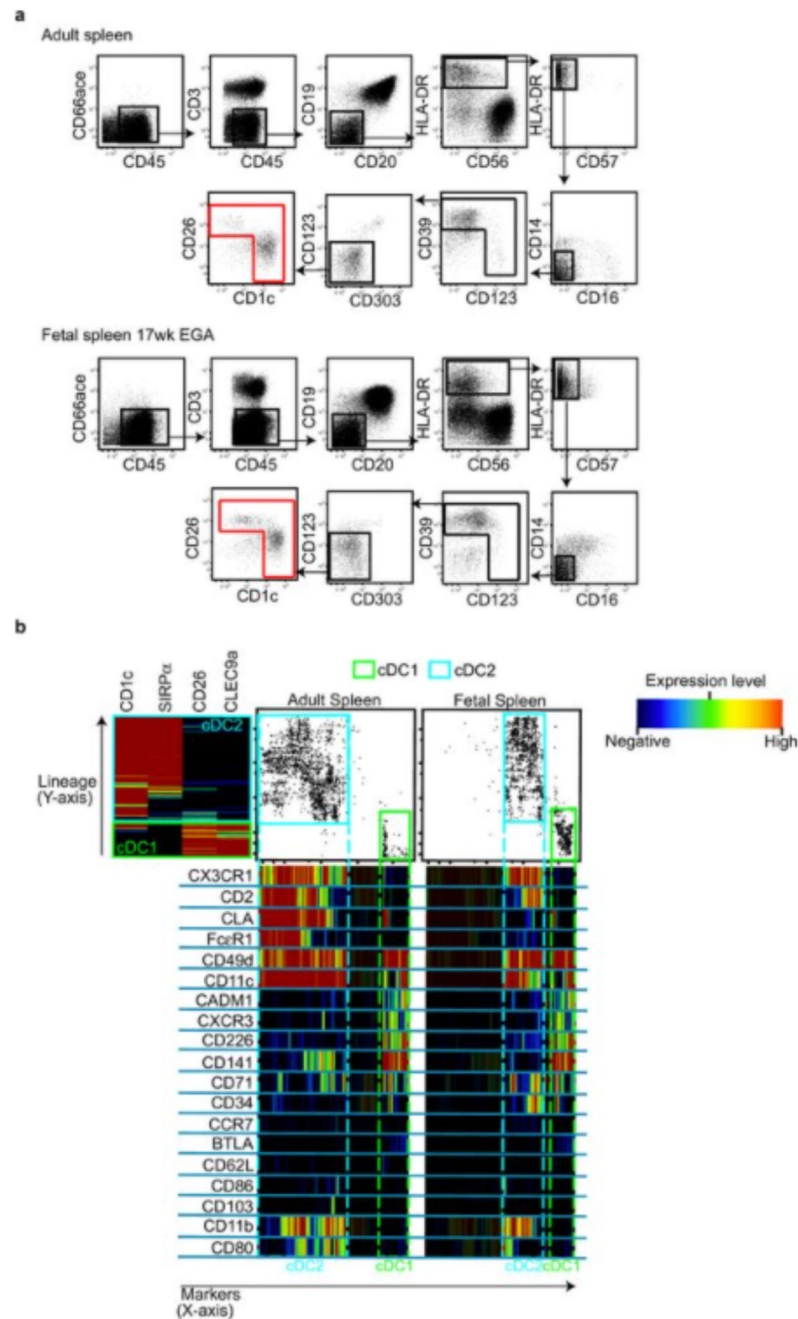 a
Adult spleen
CD66ace
CD3
CD19
HLA-DR
HLA-DR
CD45
CD45
CD20
CD56
CD57
CD26
CD123
CD39
CD14
CD1c
CD303
CD123
CD16
Fetal spleen 17wk EGA
CD66ace
CD3
CD19
HLA-DR
HLA-DR
CD45
CD45
CD20
CD56
CD57
CD26
CD123
CD39
CD14
CD1c
CD303
CD123
CD16
b
CD1c
SIRPα
CD26
CLEC9a
cDC1
cDC2
Adult Spleen
Fetal Spleen
Expression level
Negative
High
cDC2
Lineage
(Y-axis)
cDC1
CX3CR1
CD2
CLA
FcεR1
CD49d
CD11c
CADM1
CXCR3
CD226
CD141
CD71
CD34
CCR7
BTLA
CD62L
CD86
CD103
CD11b
CD80
cDC2
cDC1
cDC2
cDC1
Markers
(X-axis)